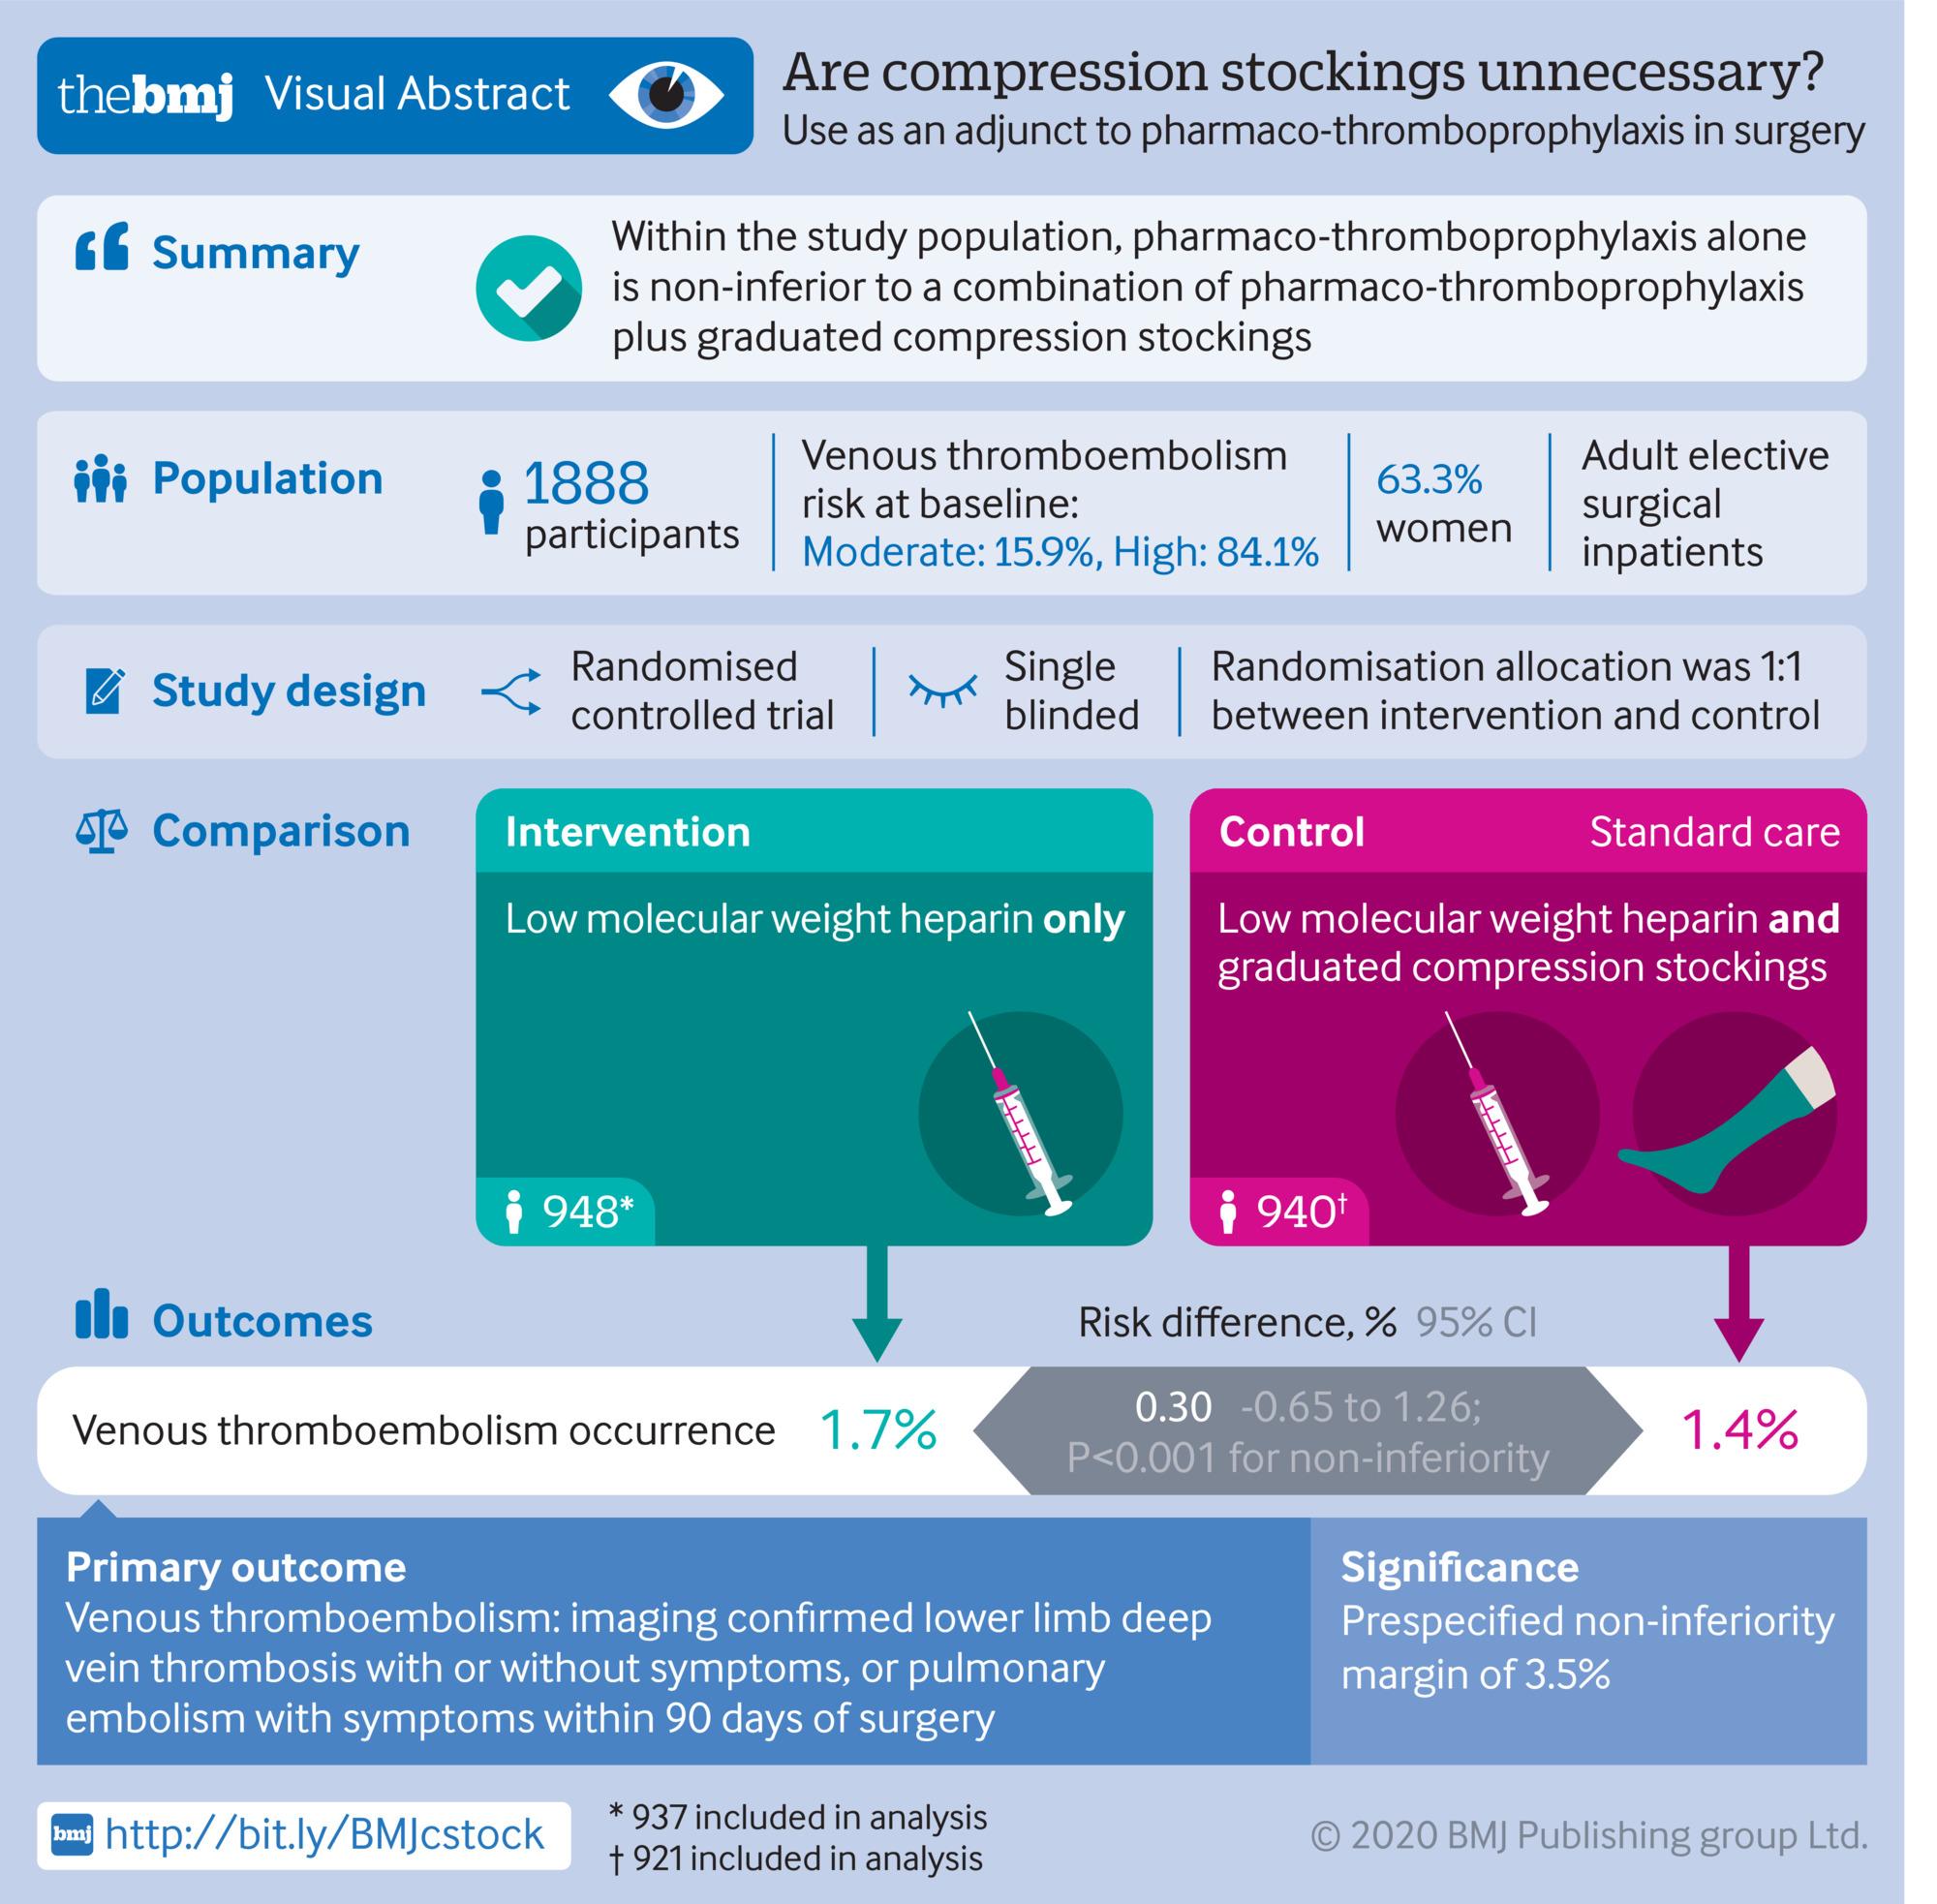 thebmj Visual Abstract
Are compression stockings unnecessary?
Use as an adjunct to pharmaco-thromboprophylaxis in surgery
Summary
Within the study population, pharmaco-thromboprophylaxis alone
is non-inferior to a combination of pharmaco-thromboprophylaxis
plus graduated compression stockings
Population
1888
participants
Venous thromboembolism
risk at baseline:
Moderate: 15.9%, High: 84.1%
63.3%
women
Adult elective
surgical
inpatients
Study design
Randomised
controlled trial
Single
blinded
Randomisation allocation was 1:1
between intervention and control
Comparison
Intervention
Low molecular weight heparin only
948*
Control Standard care
Low molecular weight heparin and
graduated compression stockings
940†
Outcomes
Risk difference, % 95% CI
Venous thromboembolism occurrence
1.7%
0.30 -0.65 to 1.26;
P<0.001 for non-inferiority
1.4%
Primary outcome
Venous thromboembolism: imaging confirmed lower limb deep
vein thrombosis with or without symptoms, or pulmonary
embolism with symptoms within 90 days of surgery
Significance
Prespecified non-inferiority
margin of 3.5%
bmj http://bit.ly/BMJcstock
* 937 included in analysis
† 921 included in analysis
© 2020 BMJ Publishing group Ltd.